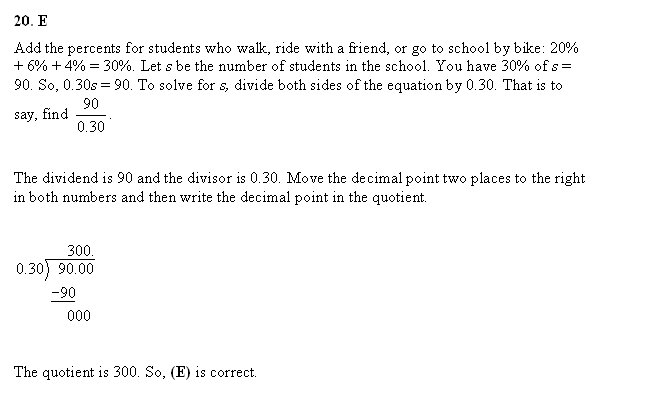 20. E
Add the percents for students who walk, ride with a friend, or go to school by bike: 20%
+ 6% + 4% = 30%. Let s be the number of students in the school. You have 30% of s =
90. So, 0.30s = 90. To solve for s, divide both sides of the equation by 0.30. That is to
say, find 90/0.30.
The dividend is 90 and the divisor is 0.30. Move the decimal point two places to the right
in both numbers and then write the decimal point in the quotient.
300.
0.30) 90.00
−90
000
The quotient is 300. So, (E) is correct.